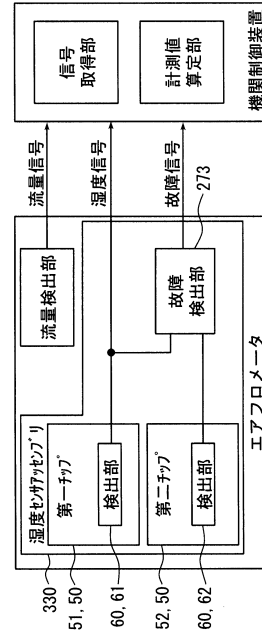 エアフロメータ
湿度センサアッセンブリ
330
第一チップ
51, 50
検出部
60, 61
第二チップ
52, 50
検出部
60, 62
流量検出部
故障
検出部
273
流量信号
湿度信号
故障信号
信号
取得部
計測値
算定部
機関制御装置